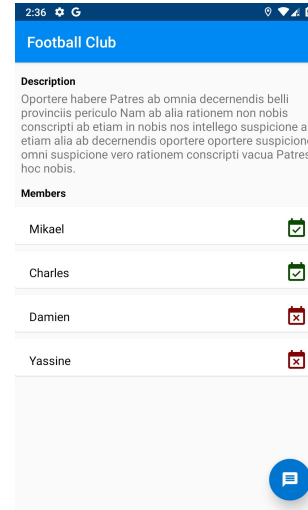 2:36 G
Football Club
Description
Oportere habere Patres ab omnia decernendis belli
provinciis periculo Nam ab alia rationem non nobis
conscripti ab etiam in nobis nos intellego suspicione a
etiam alia ab decernendis oportere oportere suspicione
omni suspicione vero rationem conscripti vacua Patres
hoc nobis.
Members
Mikael
Charles
Damien
Yassine